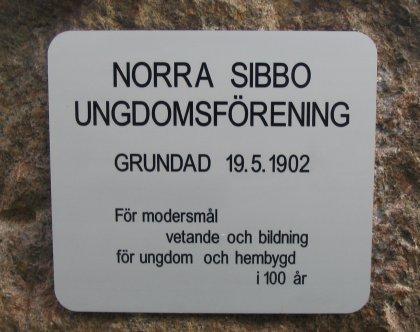 NORRA SIBBO
UNGDOMSFÖRENING
GRUNDAD 19.5.1902
För modersmål
vetande och bildning
för ungdom och hembygd
i 100 år